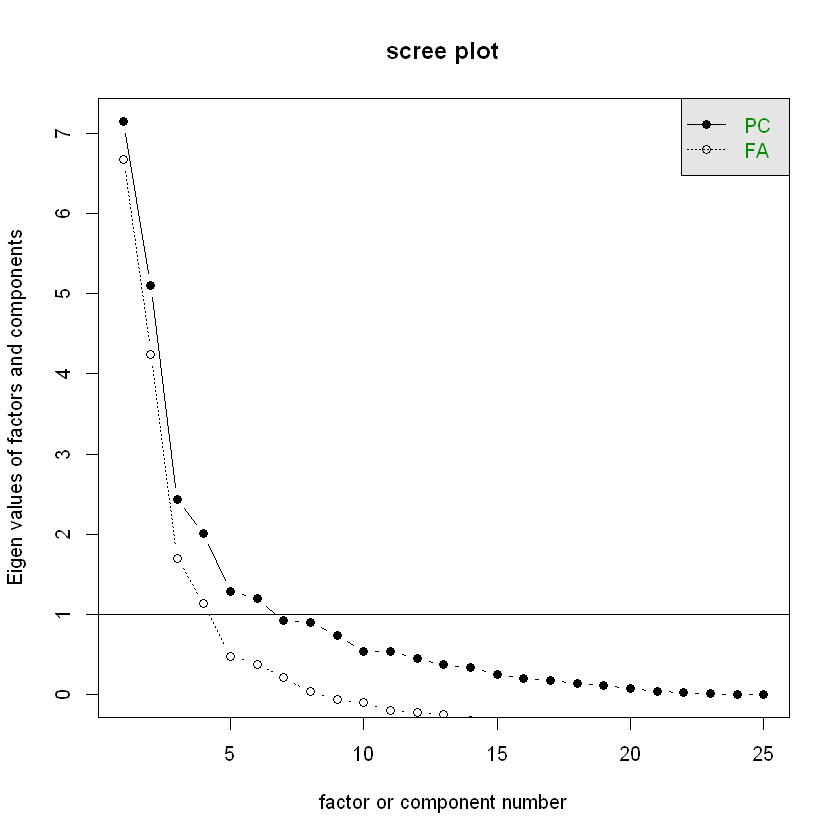 scree plot
PC
FA
Eigen values of factors and components
7
6
5
4
3
2
1
0
5
10
15
20
25
factor or component number